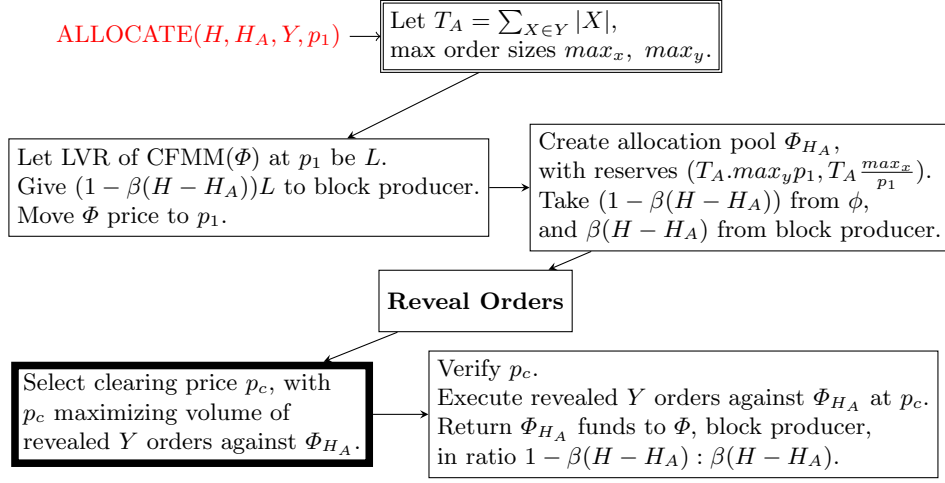 ALLOCATE(H, H_A, Y, p_1)
Let T_A = ∑_{X∈Y} |X|,
max order sizes max_x, max_y.
Let LVR of CFMM(Φ) at p_1 be L.
Give (1 − β(H − H_A))L to block producer.
Move Φ price to p_1.
Create allocation pool Φ_{H_A},
with reserves (T_A.max_y p_1, T_A \frac{max_x}{p_1}).
Take (1 − β(H − H_A)) from ϕ,
and β(H − H_A) from block producer.
Reveal Orders
Select clearing price p_c, with
p_c maximizing volume of
revealed Y orders against Φ_{H_A}.
Verify p_c.
Execute revealed Y orders against Φ_{H_A} at p_c.
Return Φ_{H_A} funds to Φ, block producer,
in ratio 1 − β(H − H_A) : β(H − H_A).